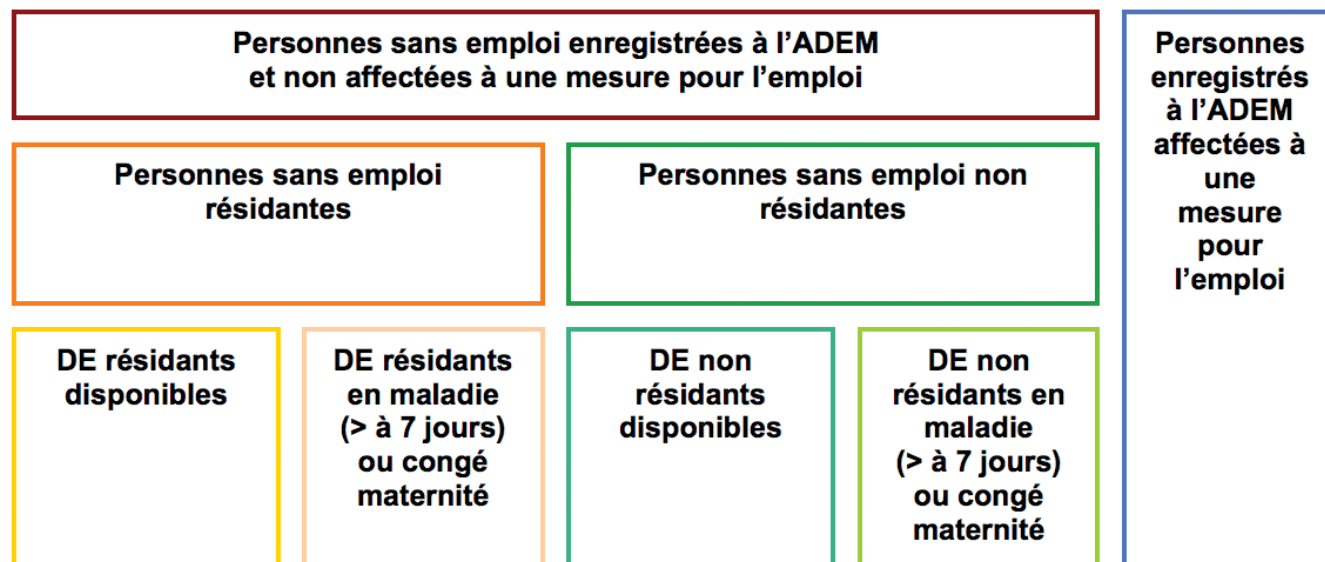 Personnes sans emploi enregistrées à l'ADEM
et non affectées à une mesure pour l'emploi
Personnes
enregistrés
à l'ADEM
affectées à
une
mesure
pour
l'emploi
Personnes sans emploi
résidantes
Personnes sans emploi non
résidantes
DE résidants
disponibles
DE résidants
en maladie
(> à 7 jours)
ou congé
maternité
DE non
résidants
disponibles
DE non
résidants en
maladie
(> à 7 jours)
ou congé
maternité